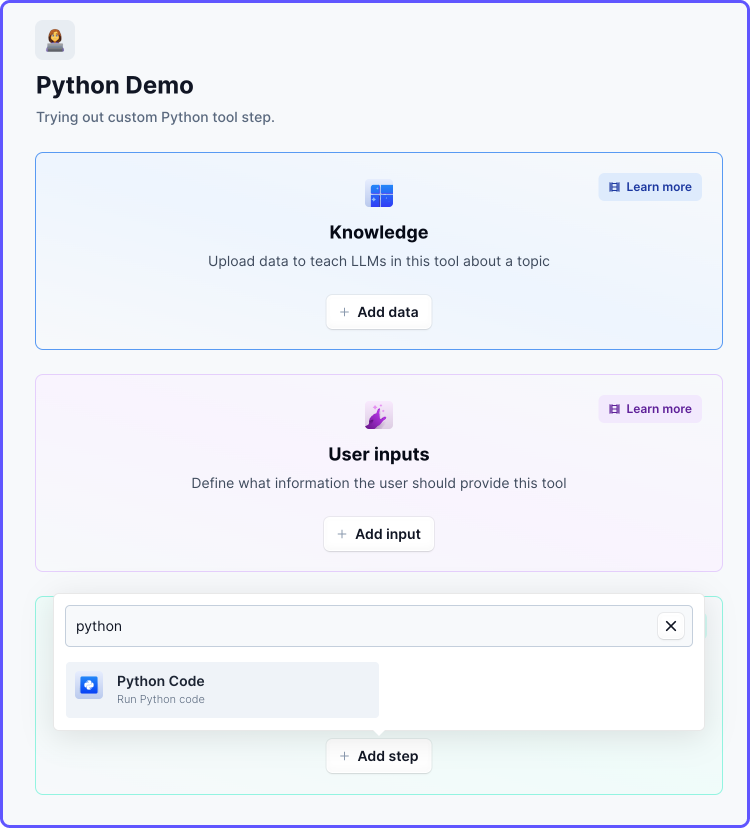 Python Demo
Trying out custom Python tool step.
Learn more
Knowledge
Upload data to teach LLMs in this tool about a topic
+ Add data
Learn more
User inputs
Define what information the user should provide this tool
+ Add input
python
Python Code
Run Python code
+ Add step